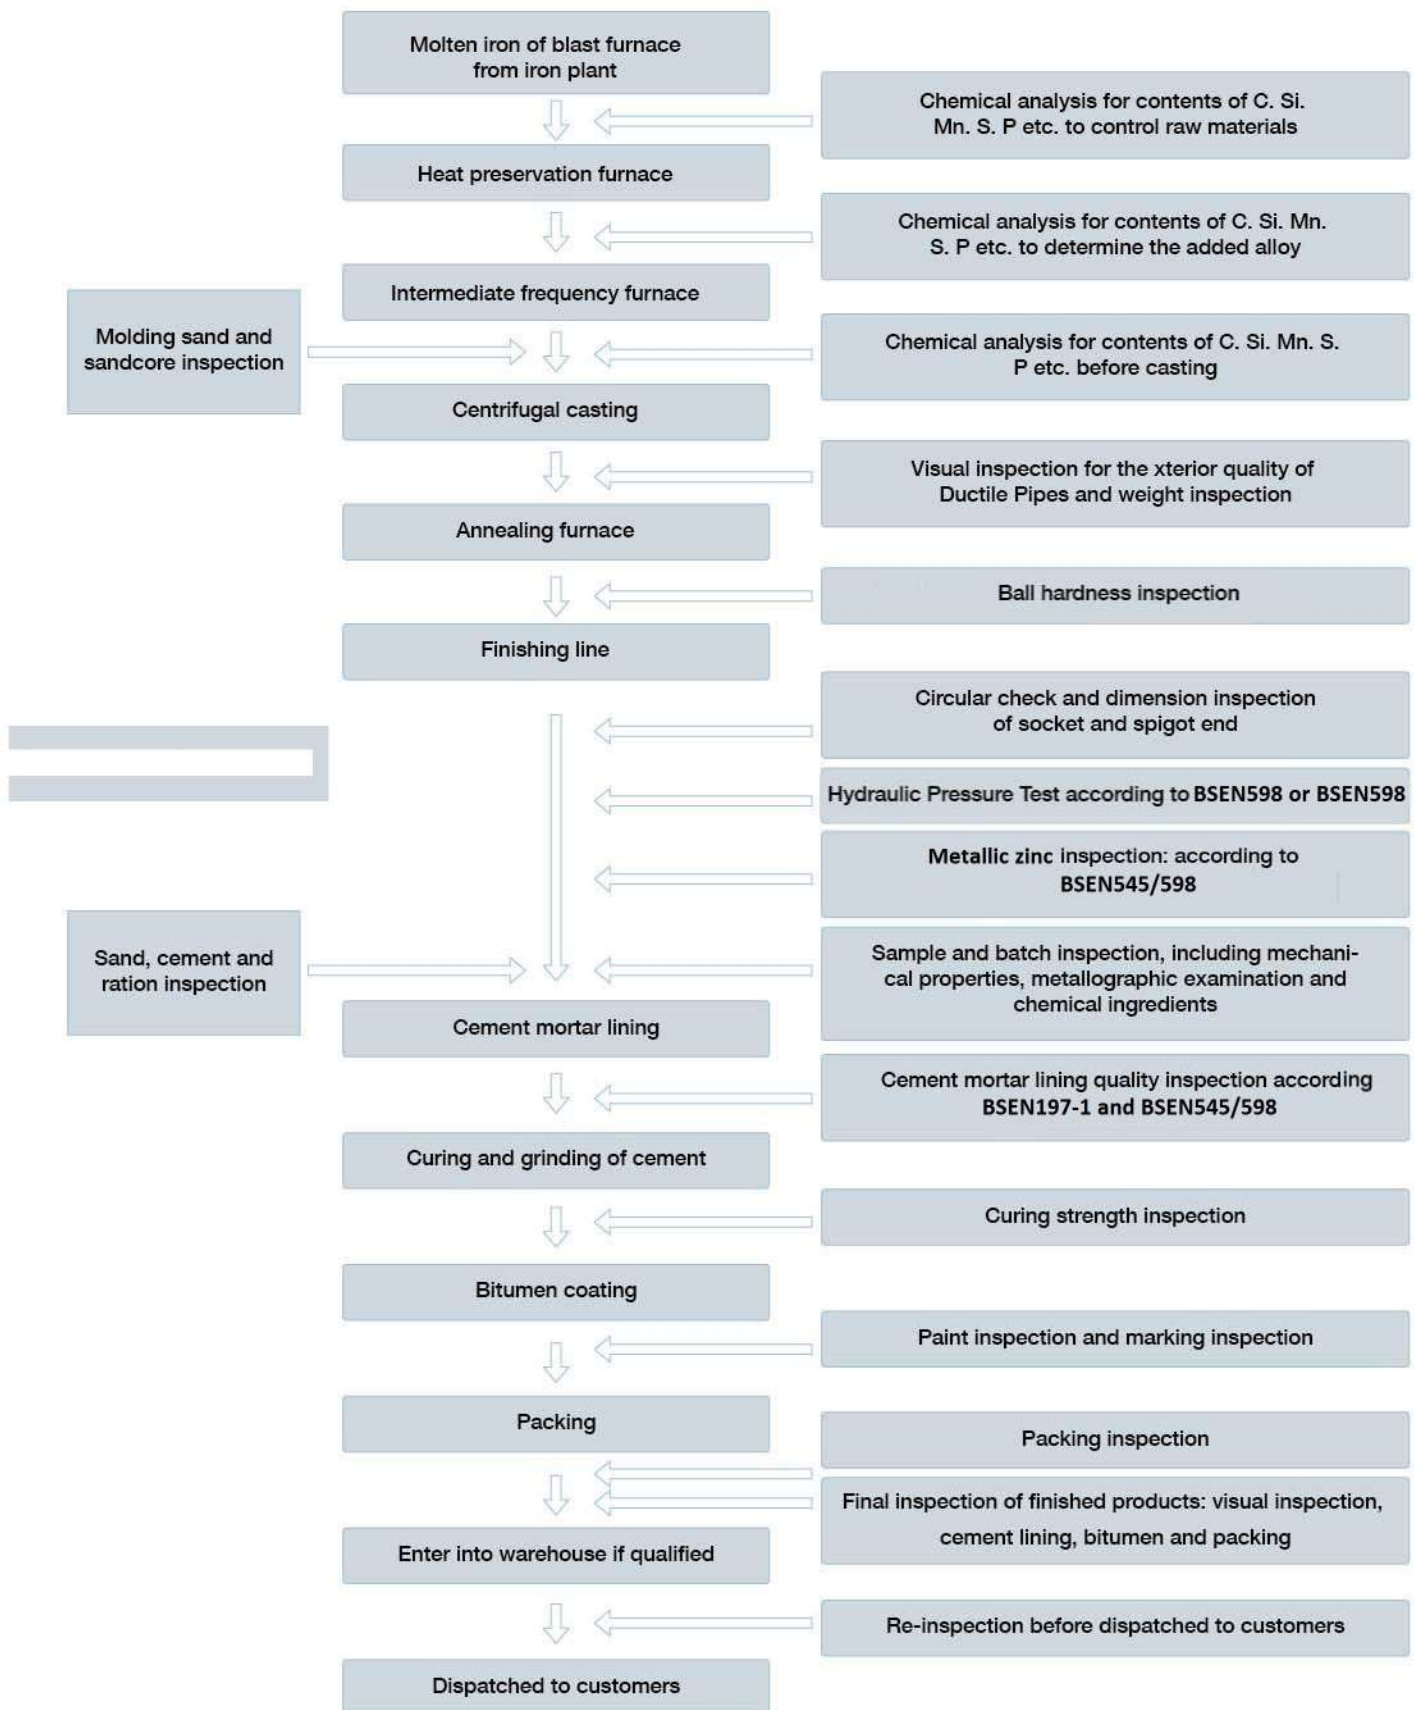 Molten iron of blast furnace
from iron plant
Chemical analysis for contents of C. Si.
Mn. S. P etc. to control raw materials
Heat preservation furnace
Chemical analysis for contents of C. Si. Mn.
S. P etc. to determine the added alloy
Intermediate frequency furnace
Molding sand and
sandcore inspection
Chemical analysis for contents of C. Si. Mn. S.
P etc. before casting
Centrifugal casting
Visual inspection for the xterior quality of
Ductile Pipes and weight inspection
Annealing furnace
Ball hardness inspection
Finishing line
Circular check and dimension inspection
of socket and spigot end
Hydraulic Pressure Test according to BSEN598 or BSEN598
Metallic zinc inspection: according to
BSEN545/598
Sand, cement and
ration inspection
Sample and batch inspection, including mechani-
cal properties, metallographic examination and
chemical ingredients
Cement mortar lining
Cement mortar lining quality inspection according
BSEN197-1 and BSEN545/598
Curing and grinding of cement
Curing strength inspection
Bitumen coating
Paint inspection and marking inspection
Packing
Packing inspection
Final inspection of finished products: visual inspection,
cement lining, bitumen and packing
Enter into warehouse if qualified
Re-inspection before dispatched to customers
Dispatched to customers